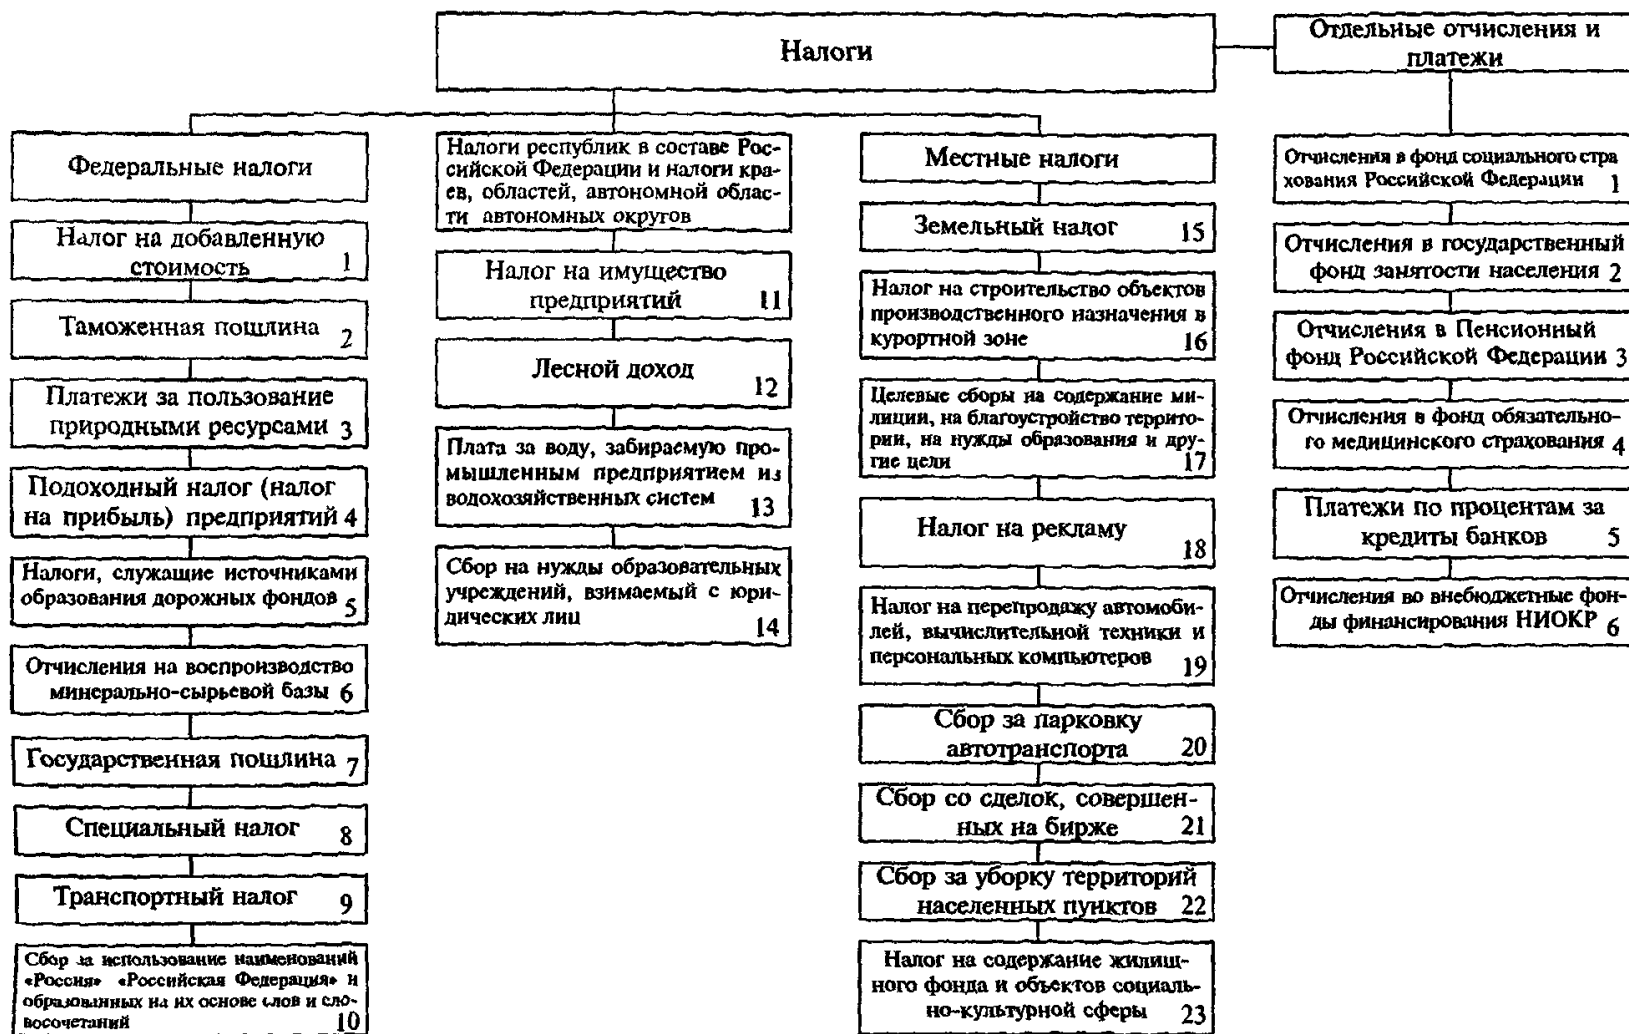 Налоги
Отдельные отчисления и
платежи
Федеральные налоги
Налог на добавленную
стоимость 1
Таможенная пошлина 2
Платежи за пользование
природными ресурсами 3
Подоходный налог (налог
на прибыль) предприятий 4
Налоги, служащие источниками
образования дорожных фондов 5
Отчисления на воспроизводство
минерально-сырьевой базы 6
Государственная пошлина 7
Специальный налог 8
Транспортный налог 9
Сбор за использование наименований
«Россия» «Российская Федерация» и
образованных на их основе слов и сло-
восочетаний 10
Налоги республик в составе Рос-
сийской Федерации и налоги кра-
ев, областей, автономной облас-
ти автономных округов
Налог на имущество
предприятий 11
Лесной доход 12
Плата за воду, забираемую про-
мышленным предприятием из
водохозяйственных систем 13
Сбор на нужды образовательных
учреждений, взимаемый с юри-
дических лиц 14
Местные налоги
Земельный налог 15
Налог на строительство объектов
производственного назначения в
курортной зоне 16
Целевые сборы на содержание ми-
лиции, на благоустройство террито-
рии, на нужды образования и дру-
гие цели 17
Налог на рекламу 18
Налог на перепродажу автомоби-
лей, вычислительной техники и
персональных компьютеров 19
Сбор за парковку
автотранспорта 20
Сбор со сделок, совершен-
ных на бирже 21
Сбор за уборку территорий
населенных пунктов 22
Налог на содержание жилищ-
ного фонда и объектов социаль-
но-культурной сферы 23
Отчисления в фонд социального стра
хования Российской Федерации 1
Отчисления в государственный
фонд занятости населения 2
Отчисления в Пенсионный
фонд Российской Федерации 3
Отчисления в фонд обязательно-
го медицинского страхования 4
Платежи по процентам за
кредиты банков 5
Отчисления во внебюджетные фон-
ды финансирования НИОКР 6